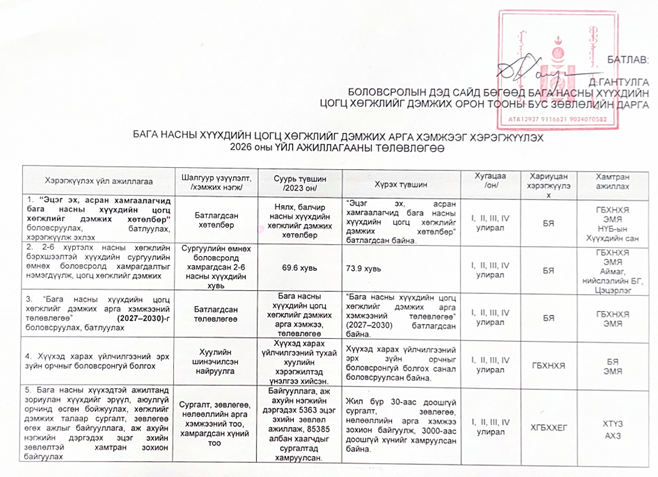 БАТЛАВ:
Д.ГАНТУЛГА
БОЛОВСРОЛЫН ДЭД САЙД БӨГӨӨД БАГА НАСНЫ ХҮҮХДИЙН
ЦОГЦ ХӨГЖЛИЙГ ДЭМЖИХ ОРОН ТООНЫ БУС ЗӨВЛӨЛИЙН ДАРГА
АТ&12937 9116621 9024070582
БАГА НАСНЫ ХҮҮХДИЙН ЦОГЦ ХӨГЖЛИЙГ ДЭМЖИХ АРГА ХЭМЖЭЭГ ХЭРЭГЖҮҮЛЭХ
2026 оны ҮЙЛ АЖИЛЛАГААНЫ ТӨЛӨВЛӨГӨӨ
Хэрэгжүүлэх үйл ажиллагаа
Шалгуур үзүүлэлт,
/хэмжих нэгж/
Суурь түвшин
/2023 он/
Хүрэх түвшин
Хугацаа
/он/
Хариуцан
хэрэгжүүлэ
х
Хамтран
ажиллах
1. "Эцэг эх, асран хамгаалагчид
бага насны хүүхдийн цогц
хөгжлийг дэмжих хөтөлбөр"
боловсруулах, батлуулах,
хэрэгжүүлж эхлэх
Батлагдсан
хөтөлбөр
Нялх, балчир
насны хүүхдийн
хөгжлийг дэмжих
хөтөлбөр
"Эцэг эх, асран
хамгаалагчид бага насны
хүүхдийн цогц хөгжлийг
дэмжих хөтөлбөр"
батлагдсан байна.
I, II, III, IV
улирал
БЯ
ГБХНХЯ
ЭМЯ
НҮБ-ын
Хүүхдийн сан
2. 2-6 хүртэлх насны хөгжлийн
бэрхшээлтэй хүүхдийн сургуулийн
өмнөх боловсролд хамрагдалтыг
нэмэгдүүлж, цогц хөгжлийг дэмжих
Сургуулийн өмнөх
боловсролд
хамрагдсан 2-6
насны хүүхдийн
хувь
69.6 хувь
73.9 хувь
I, II, III, IV
улирал
БЯ
ГБХНХЯ
ЭМЯ
Аймаг,
нийслэлийн БГ,
Цэцэрлэг
3. "Бага насны хүүхдийн цогц
хөгжлийг дэмжих арга хэмжээний
төлөвлөгөө" (2027–2030)-г
боловсруулах, батлуулах
Батлагдсан
төлөвлөгөө
Бага насны
хүүхдийн цогц
хөгжлийг дэмжих
арга хэмжээ,
төлөвлөгөө
"Бага насны хүүхдийн цогц
хөгжлийг дэмжих арга
хэмжээний төлөвлөгөө"
(2027–2030) батлагдсан
байна.
I, II, III, IV
улирал
БЯ
ГБХНХЯ
ЭМЯ
4. Хүүхэд харах үйлчилгээний эрх
зүйн орчныг боловсронгуй болгох
Хуулийн
шинэчилсэн
найруулга
Хүүхэд харах
үйлчилгээний
тухай хуулийн
хэрэгжилтэд
үнэлгээ хийсэн.
Хүүхэд харах үйлчилгээний
эрх зүйн орчныг
боловсронгуй болгох санал
боловсруулсан байна.
I, II, III, IV
улирал
ГБХНХЯ
БЯ
ЭМЯ
5. Бага насны хүүхэдтэй ажилтанд
зориулан хүүхдийг эрүүл, аюулгүй
орчинд өсгөн бойжуулах, хөгжлийг
дэмжих талаар сургалт, зөвлөгөө
өгөх ажлыг байгууллага, аж ахуйн
нэгжийн дэргэдэх эцэг эхийн
зөвлөлтэй хамтран зохион
байгуулах
Сургалт, зөвлөгөө,
нөлөөллийн арга
хэмжээний тоо,
хамрагдсан хүний
тоо
Байгууллага, аж
ахуйн нэгжийн
дэргэдэх 5363 эцэг
эхийн зөвлөл
ажиллаж, 85385
албан хаагчдыг
сургалтад
хамруулсан.
Жил бүр 30-аас доошгүй
сургалт, зөвлөгөө,
нөлөөллийн арга хэмжээ
зохион байгуулж, 3000-аас
доошгүй хүнийг хамруулсан
байна.
I, II, III, IV
улирал
ХГБХХЕГ
ХТҮЗ
АХЗ